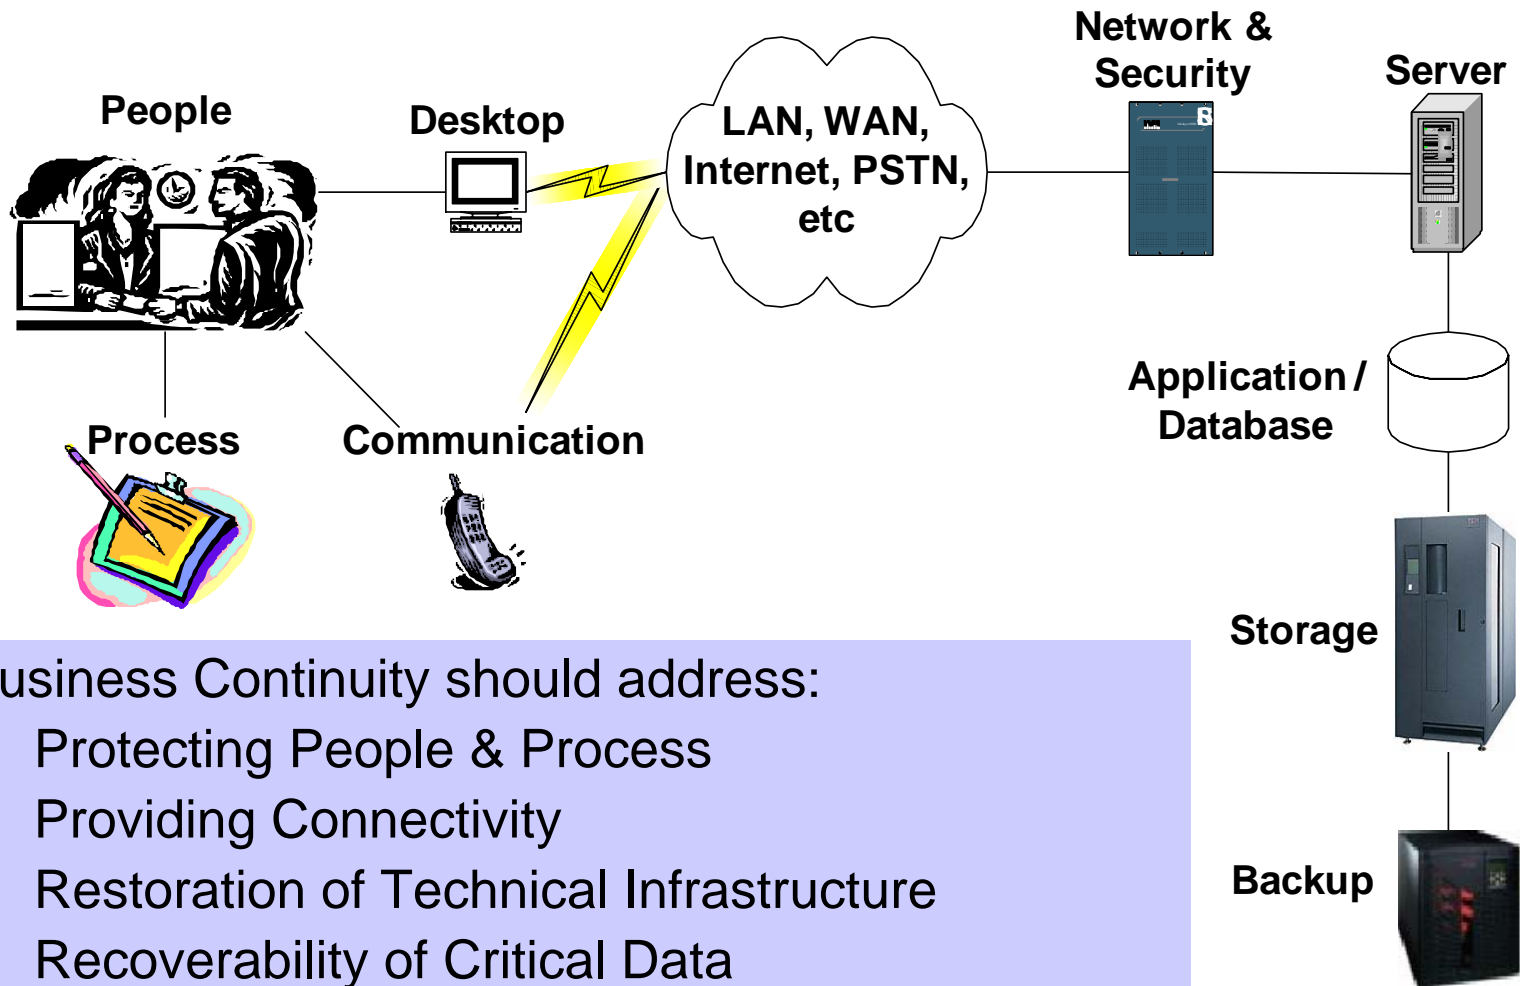 People
Desktop
LAN, WAN,
Internet, PSTN,
etc
Network &
Security
Server
Process
Communication
Application /
Database
Storage
Backup
usiness Continuity should address:
Protecting People & Process
Providing Connectivity
Restoration of Technical Infrastructure
Recoverability of Critical Data